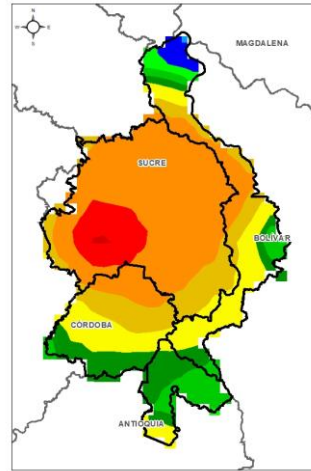 N
W
E
S
MAGDALENA
SUCRE
BOLÍVAR
CÓRDOBA
ANTIOQUIA